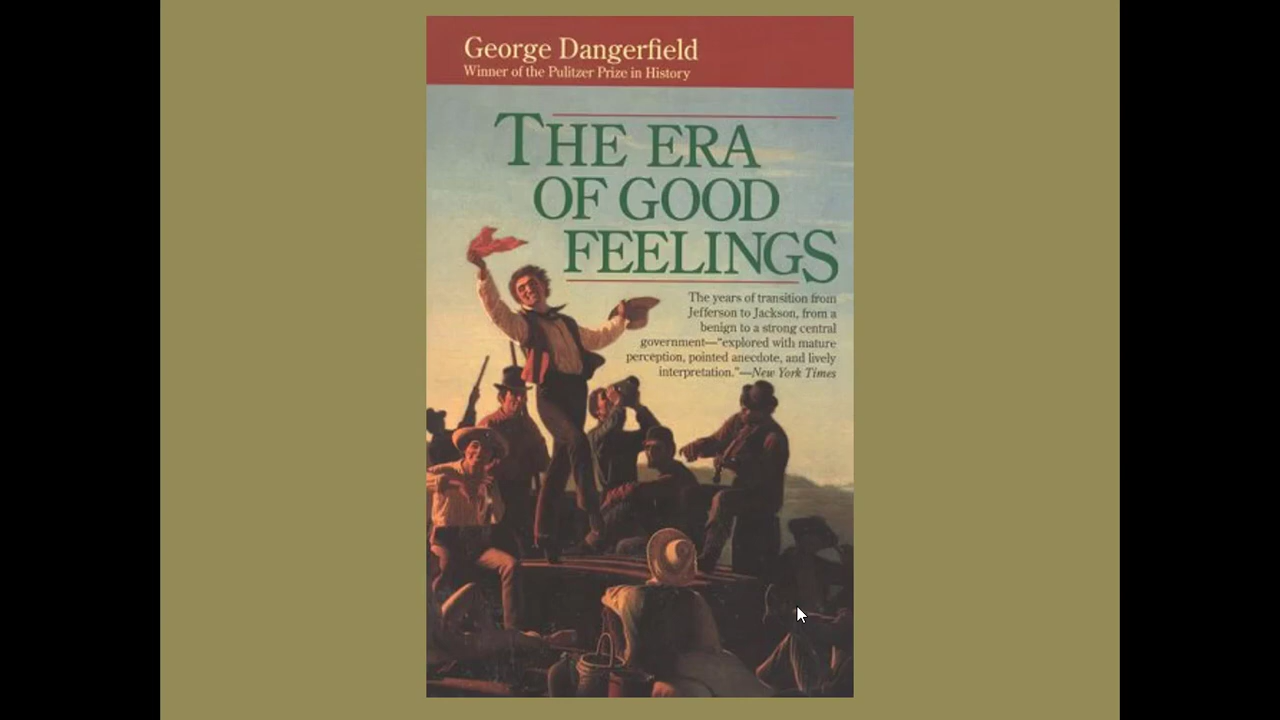 George Dangerfield
Winner of the Pulitzer Prize in History
THE ERA
OF GOOD
FEELINGS
The years of transition from
Jefferson to Jackson, from a
benign to a strong central
government—“explored with mature
perception, pointed anecdote, and lively
interpretation.”—New York Times